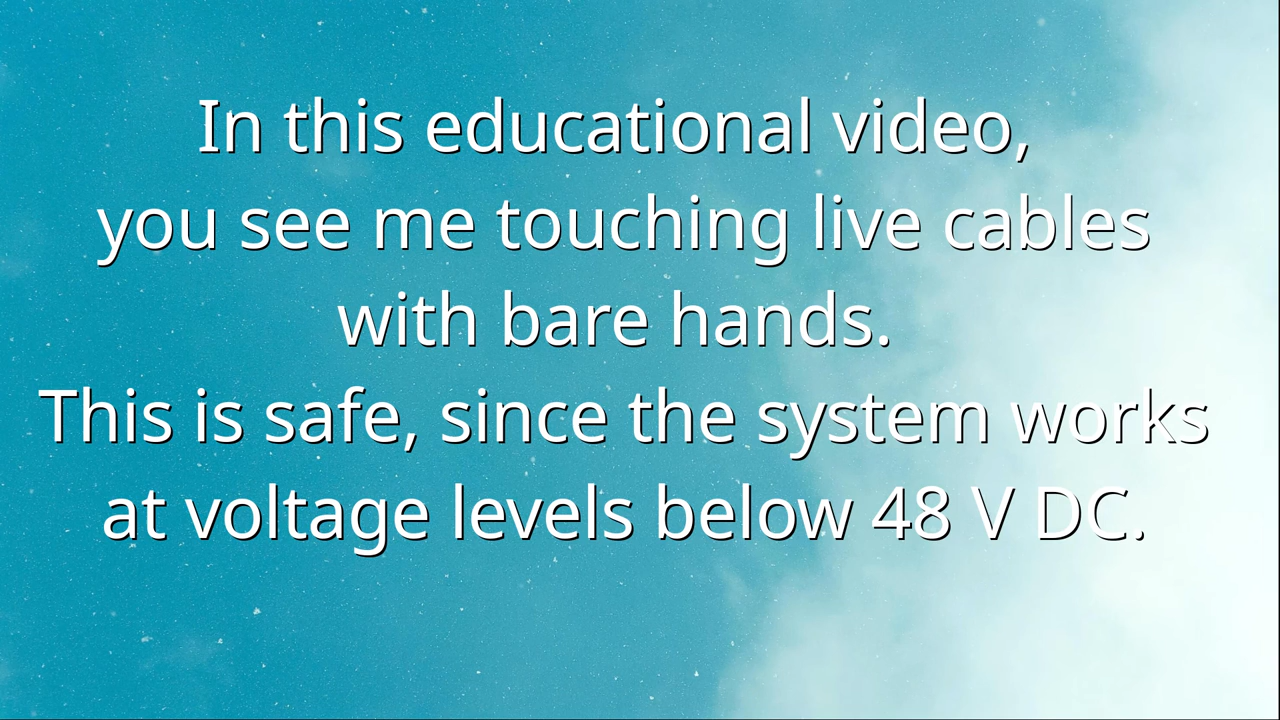 In this educational video,
you see me touching live cables
with bare hands.
This is safe, since the system works
at voltage levels below 48 V DC.